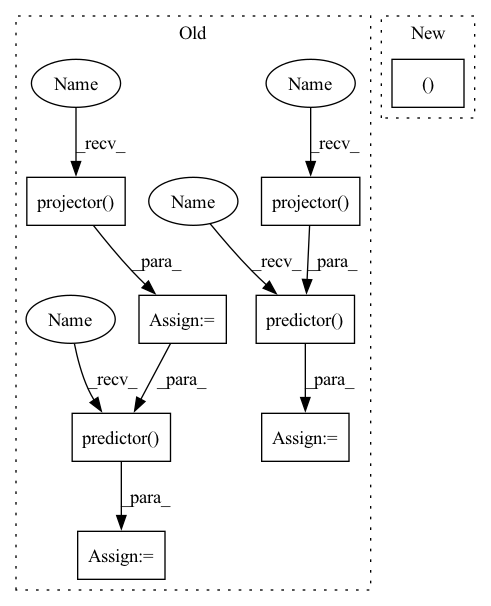 Old
New
Name
Name
()
_recv_
_recv_
projector()
Name
projector()
_para_
_recv_
_para_
Name
Assign:=
predictor()
_recv_
_para_
_para_
predictor()
Assign:=
_para_
Assign:=